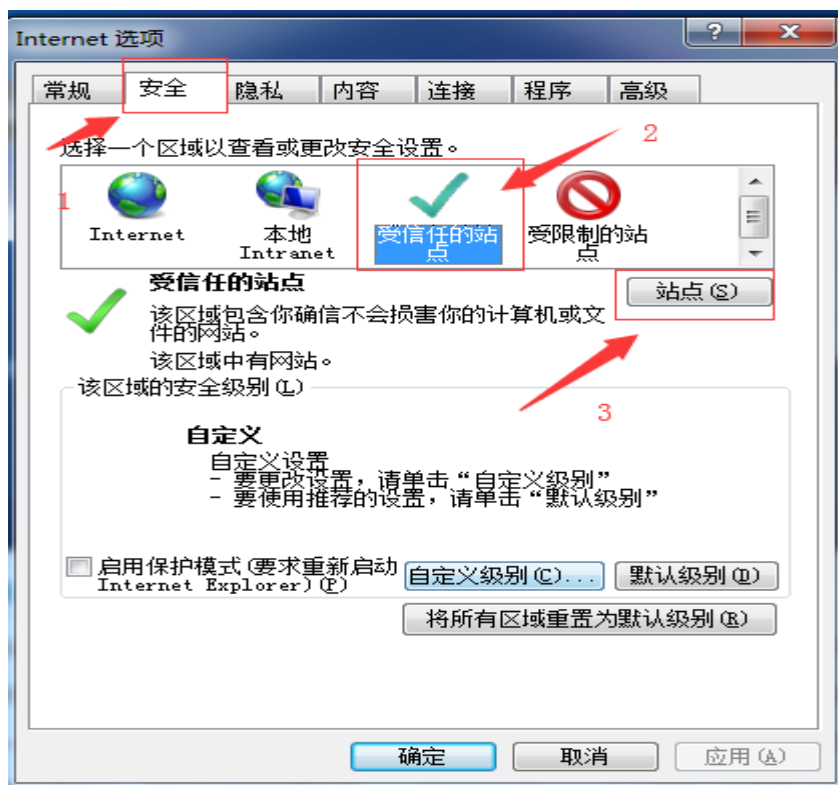 Internet 选项
?
x
常规
安全
隐私
内容
连接
程序
高级
选择一个区域以查看或更改安全设置。
2
1
Internet
本地
Intranet
受信任的站
点
受限制的站
点
受信任的站点
站点(S)
该区域包含你确信不会损害你的计算机或文
件的网站。
该区域中有网站。
3
该区域的安全级别(L)
自定义
自定义设置
- 要更改设置，请单击“自定义级别”
- 要使用推荐的设置，请单击“默认级别”
启用保护模式(要求重新启动
Internet Explorer)(P)
自定义级别(C)...
默认级别(D)
将所有区域重置为默认级别(R)
确定
取消
应用(A)